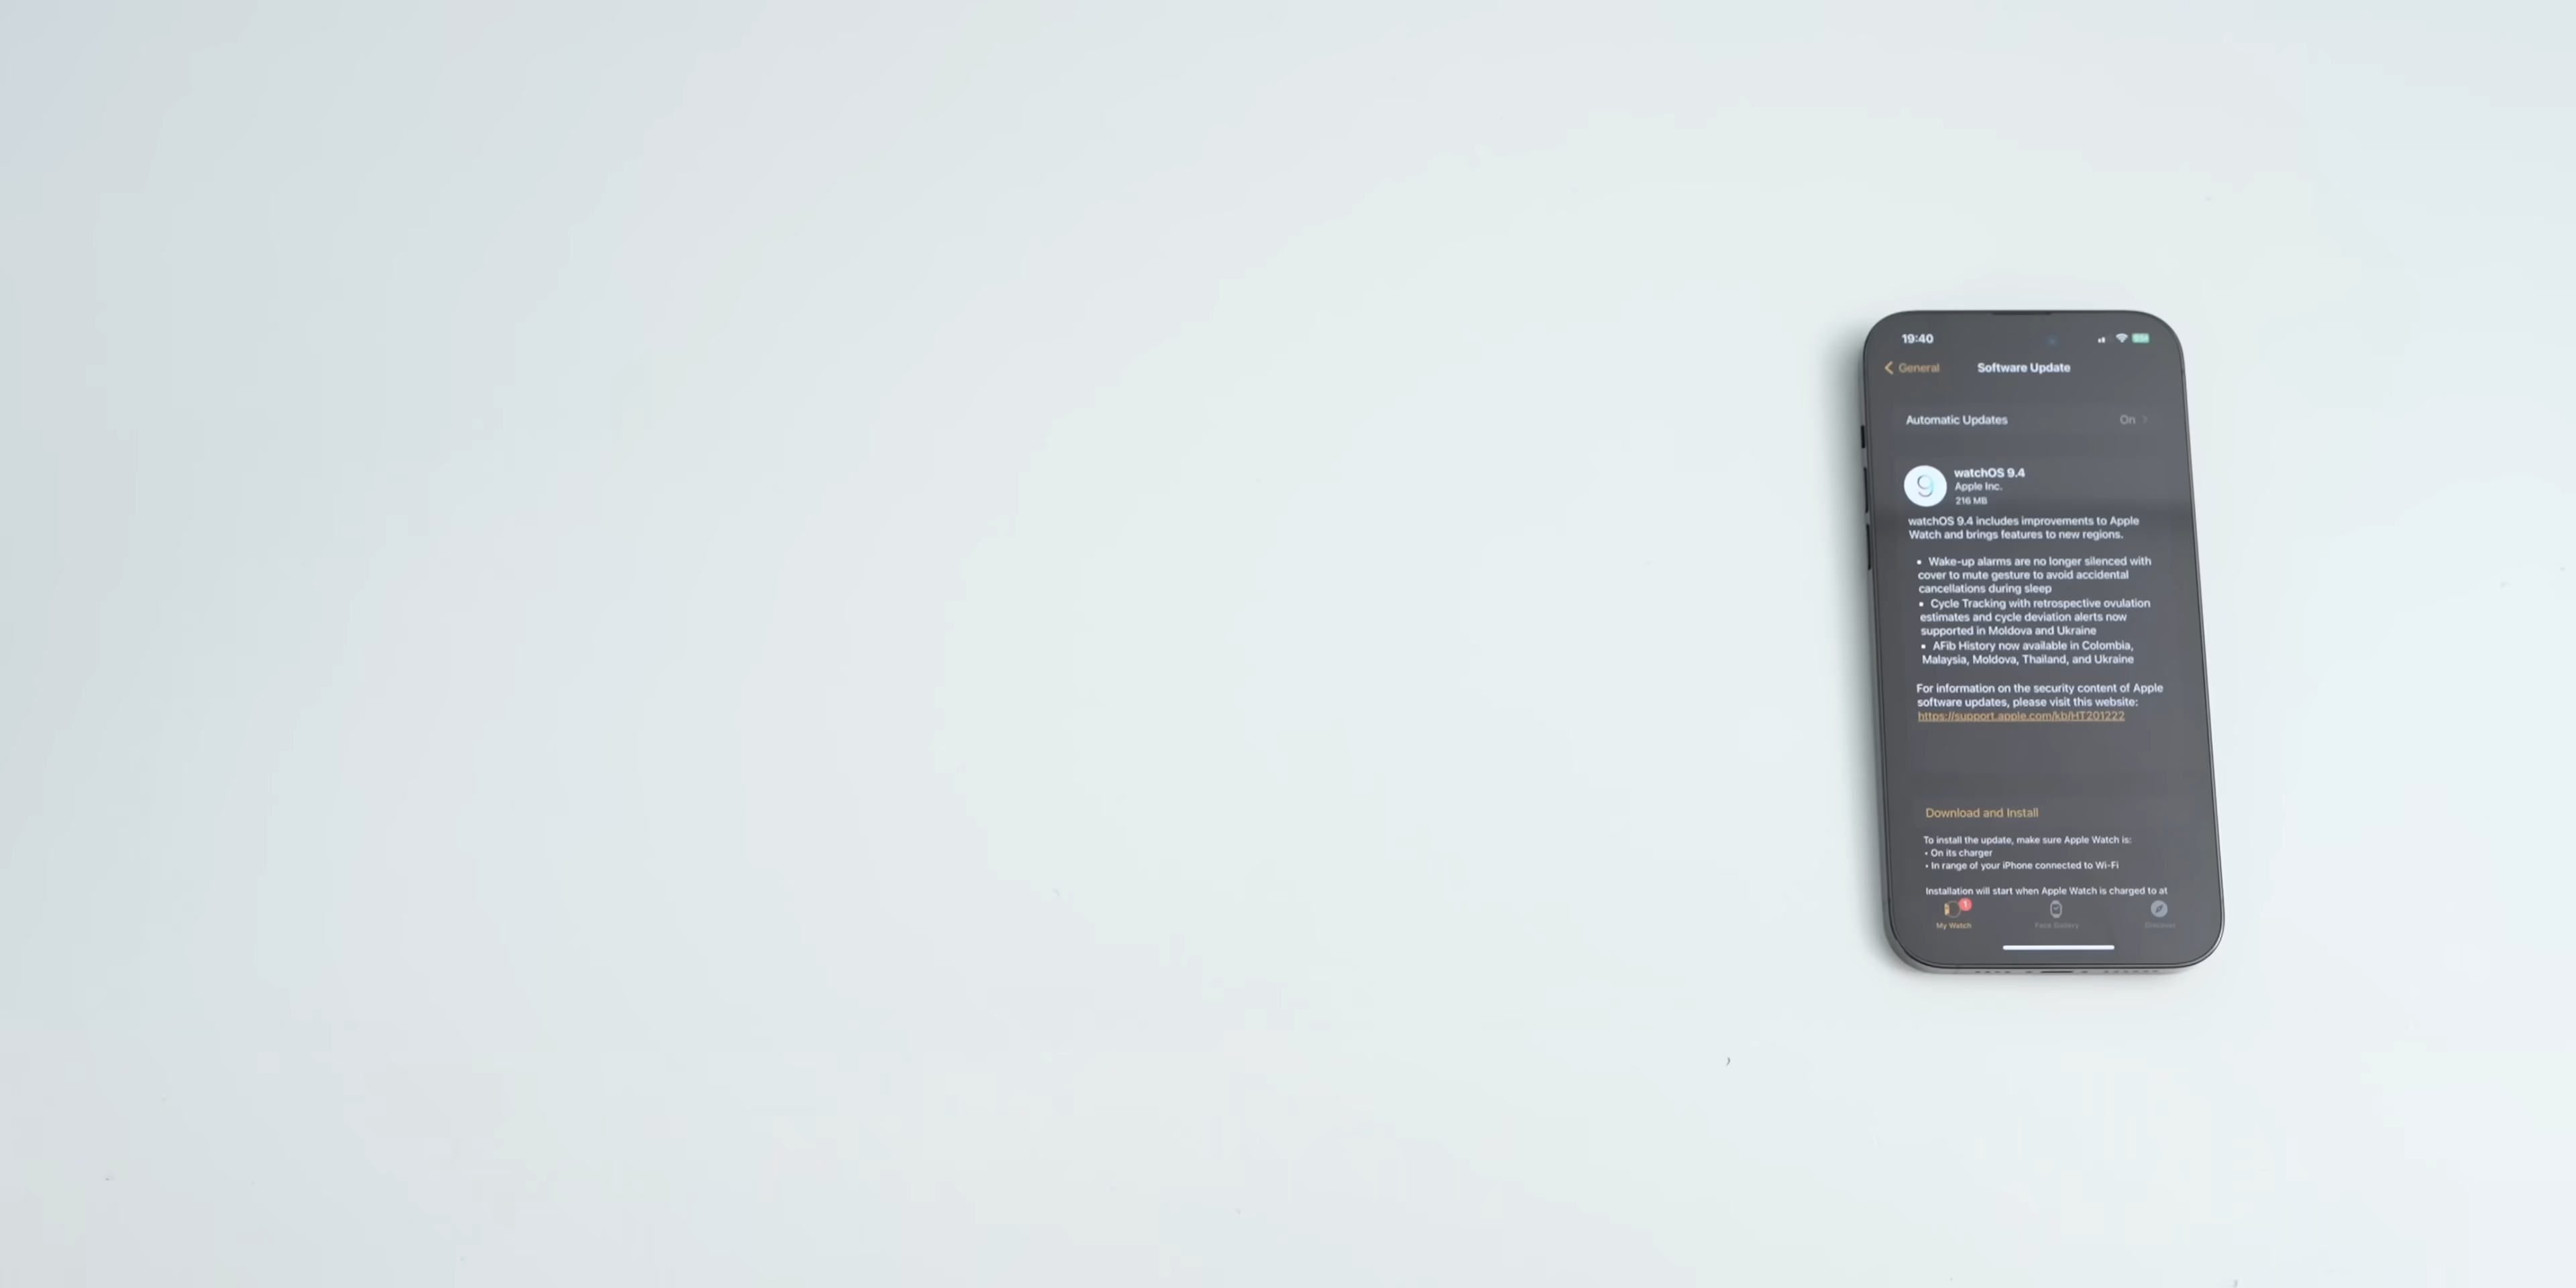 19:40
General
Software Update
Automatic Updates
On
9
watchOS 9.4
Apple Inc.
216 MB
watchOS 9.4 includes improvements to Apple
Watch and brings features to new regions.
• Wake-up alarms are no longer silenced with
cover to mute gesture to avoid accidental
cancellations during sleep
• Cycle Tracking with retrospective ovulation
estimates and cycle deviation alerts now
supported in Moldova and Ukraine
• AFib History now available in Colombia,
Malaysia, Moldova, Thailand, and Ukraine
For information on the security content of Apple
software updates, please visit this website:
https://support.apple.com/kb/HT201222
Download and Install
To install the update, make sure Apple Watch is:
• On its charger
• In range of your iPhone connected to Wi-Fi
Installation will start when Apple Watch is charged to at
1
My Watch
Face Gallery
Discover